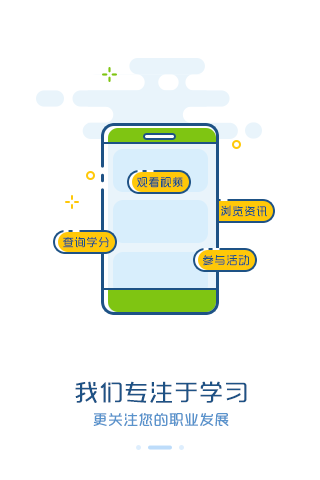 观看视频
浏览资讯
查询学分
参与活动
我们专注于学习
更关注您的职业发展